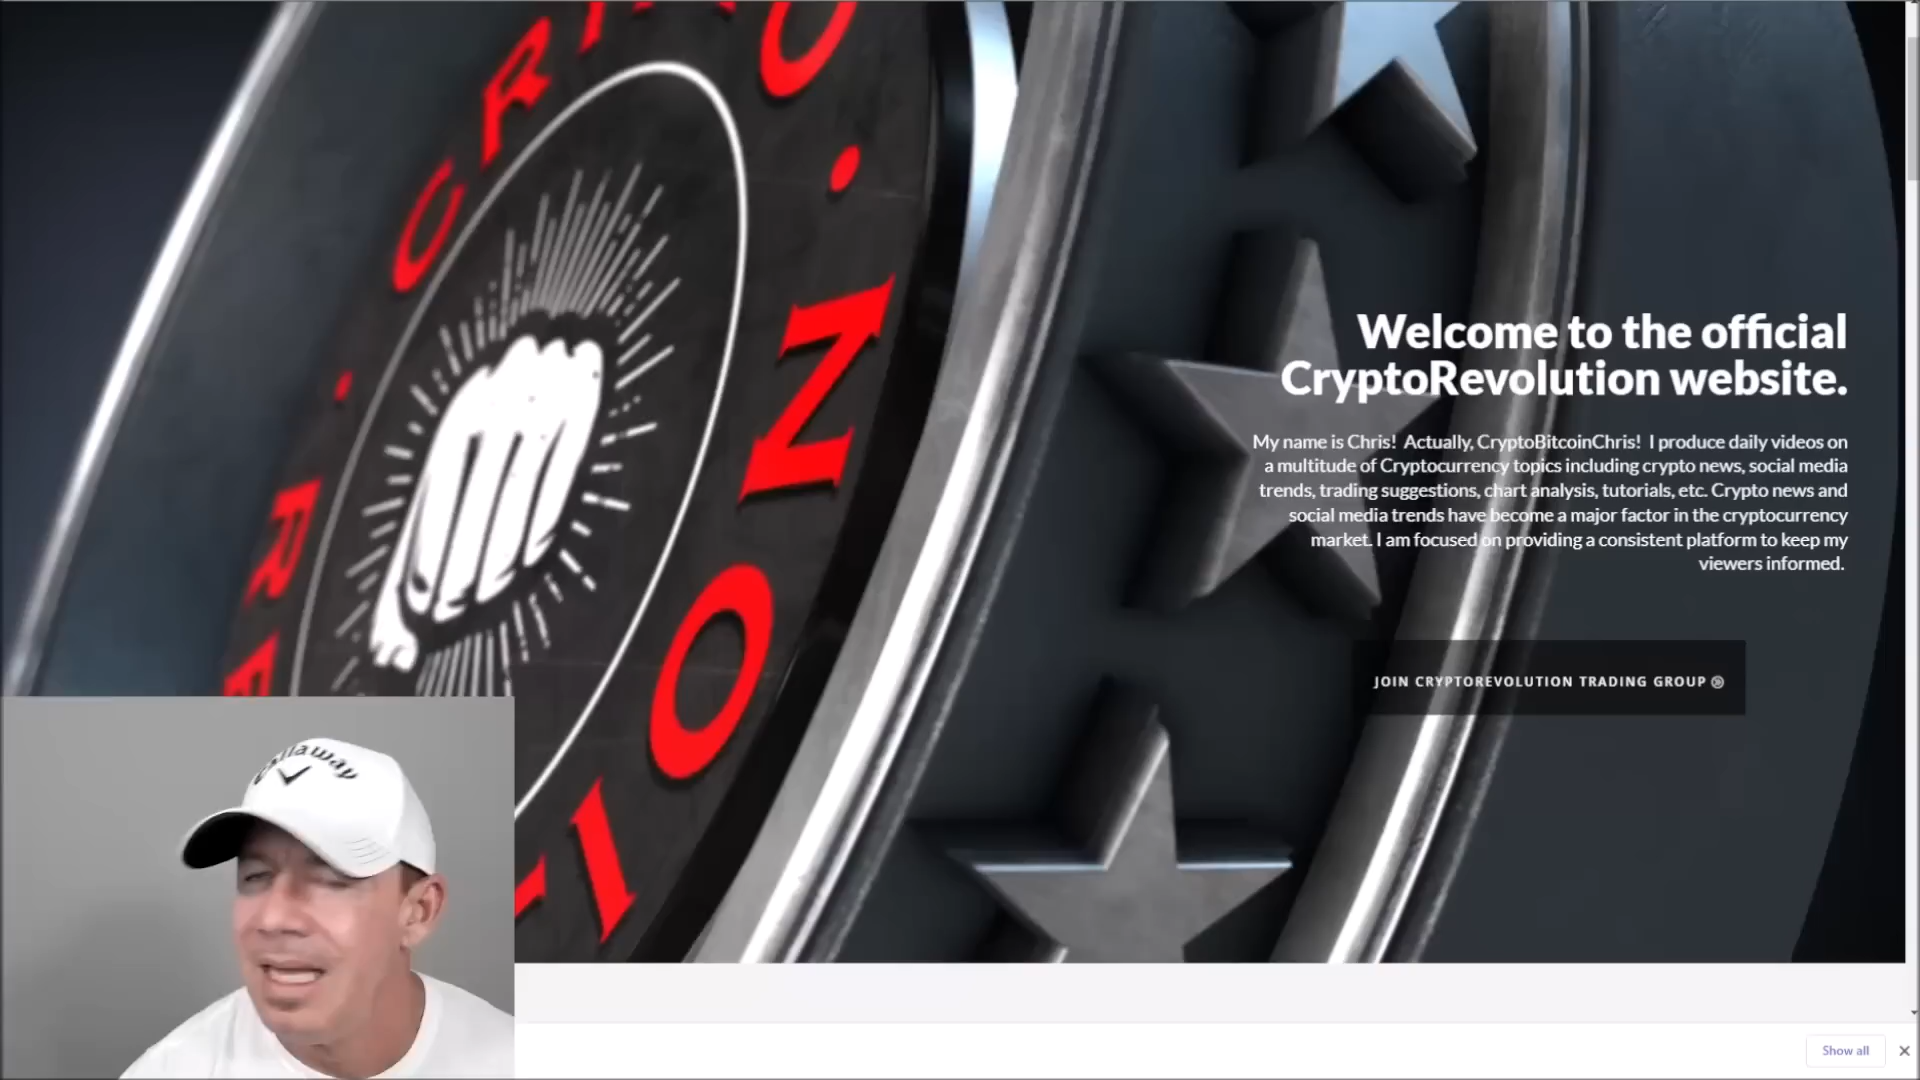 CRY
O.
N
O
I
T
RE
Welcome to the official
CryptoRevolution website.
My name is Chris!  Actually, CryptoBitcoinChris!  I produce daily videos on
a multitude of Cryptocurrency topics including crypto news, social media
trends, trading suggestions, chart analysis, tutorials, etc. Crypto news and
social media trends have become a major factor in the cryptocurrency
market. I am focused on providing a consistent platform to keep my
viewers informed.
JOIN CRYPTOREVOLUTION TRADING GROUP
Callaway
Show all